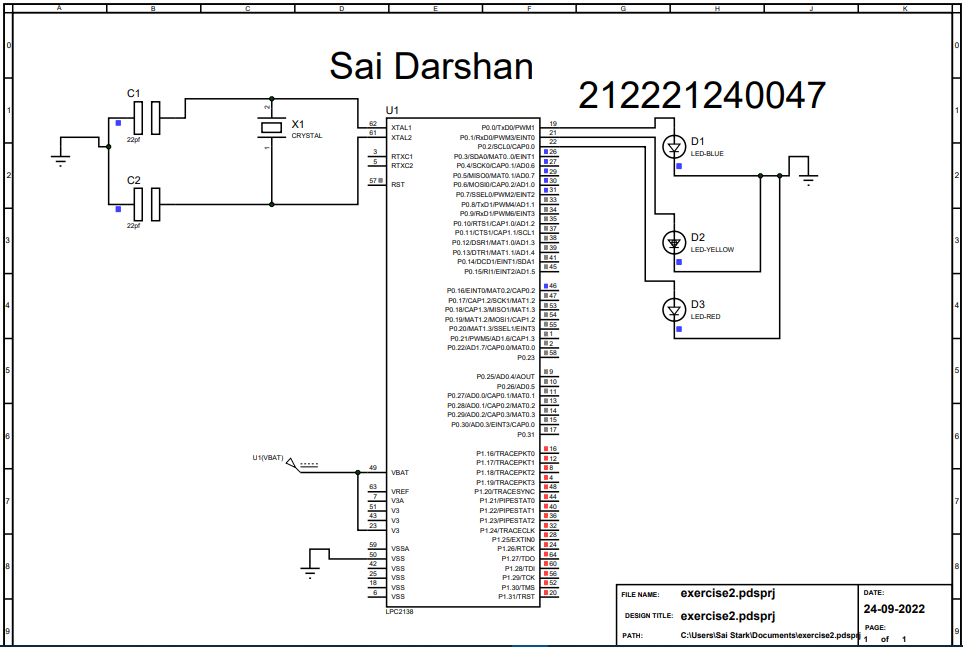 A B C D E F G H J K
0 0
1 1
2 2
3 3
4 4
5 5
6 6
7 7
8 8
9 9
Sai Darshan
212221240047
C1
22pf
C2
22pf
X1
CRYSTAL
2
1
U1
62 XTAL1
61 XTAL2
3 RTXC1
5 RTXC2
57 RST
U1(VBAT)
49 VBAT
63 VREF
7 V3A
51 V3
43 V3
23 V3
59 VSSA
50 VSS
42 VSS
25 VSS
18 VSS
6 VSS
P0.0/TxD0/PWM1 19
P0.1/RxD0/PWM3/EINT0 21
P0.2/SCL0/CAP0.0 22
P0.3/SDA0/MAT0.0/EINT1 26
P0.4/SCK0/CAP0.1/AD0.6 27
P0.5/MISO0/MAT0.1/AD0.7 29
P0.6/MOSI0/CAP0.2/AD1.0 30
P0.7/SSEL0/PWM2/EINT2 31
P0.8/TxD1/PWM4/AD1.1 33
P0.9/RxD1/PWM6/EINT3 34
P0.10/RTS1/CAP1.0/AD1.2 35
P0.11/CTS1/CAP1.1/SCL1 37
P0.12/DSR1/MAT1.0/AD1.3 38
P0.13/DTR1/MAT1.1/AD1.4 39
P0.14/DCD1/EINT1/SDA1 41
P0.15/RI1/EINT2/AD1.5 45
P0.16/EINT0/MAT0.2/CAP0.2 46
P0.17/CAP1.2/SCK1/MAT1.2 47
P0.18/CAP1.3/MISO1/MAT1.3 53
P0.19/MAT1.2/MOSI1/CAP1.2 54
P0.20/MAT1.3/SSEL1/EINT3 55
P0.21/PWM5/AD1.6/CAP1.3 1
P0.22/AD1.7/CAP0.0/MAT0.0 2
P0.23 58
P0.25/AD0.4/AOUT 9
P0.26/AD0.5 10
P0.27/AD0.0/CAP0.1/MAT0.1 11
P0.28/AD0.1/CAP0.2/MAT0.2 13
P0.29/AD0.2/CAP0.3/MAT0.3 14
P0.30/AD0.3/EINT3/CAP0.0 15
P0.31 17
P1.16/TRACEPKT0 16
P1.17/TRACEPKT1 12
P1.18/TRACEPKT2 8
P1.19/TRACEPKT3 4
P1.20/TRACESYNC 48
P1.21/PIPESTAT0 44
P1.22/PIPESTAT1 40
P1.23/PIPESTAT2 36
P1.24/TRACECLK 32
P1.25/EXTIN0 28
P1.26/RTCK 24
P1.27/TDO 64
P1.28/TDI 60
P1.29/TCK 56
P1.30/TMS 52
P1.31/TRST 20
LPC2138
D1
LED-BLUE
D2
LED-YELLOW
D3
LED-RED
FILE NAME: exercise2.pdsprj
DESIGN TITLE: exercise2.pdsprj
PATH: C:\Users\Sai Stark\Documents\exercise2.pdsprj
DATE:
24-09-2022
PAGE:
1 of 1